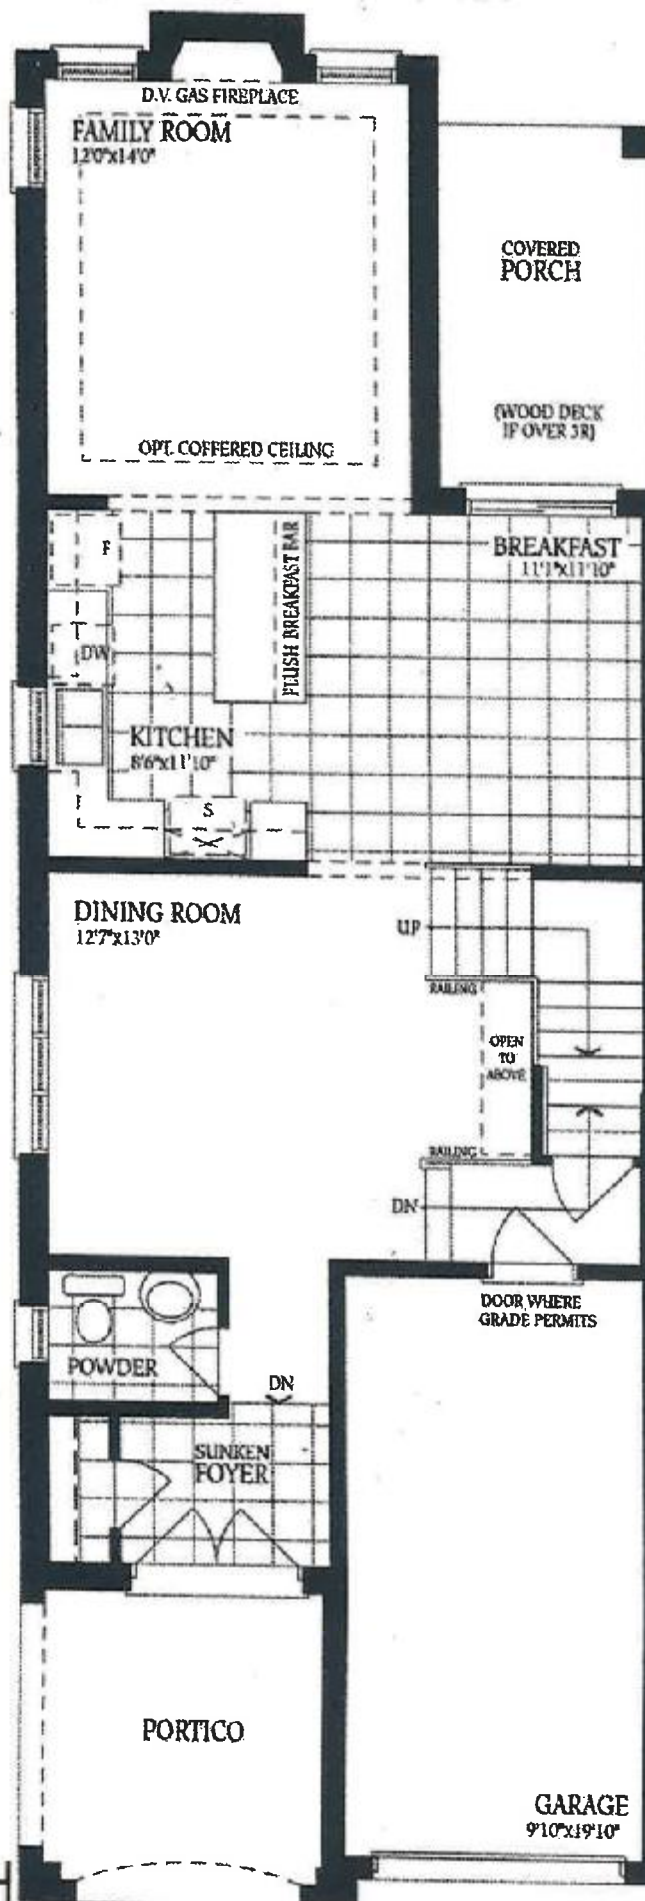 D.V. GAS FIREPLACE
FAMILY ROOM
12'0"x14'0"
COVERED
PORCH
(WOOD DECK
IF OVER 3R)
OPT. COFFERED CEILING
F
FLUSH BREAKFAST BAR
BREAKFAST
11'1"x11'10"
DW
KITCHEN
8'6"x11'10"
S
DINING ROOM
12'7"x13'0"
UP
RAILING
OPEN
TO
ABOVE
RAILING
DN
DOOR WHERE
GRADE PERMITS
POWDER
DN
SUNKEN
FOYER
PORTICO
GARAGE
9'10"x19'10"